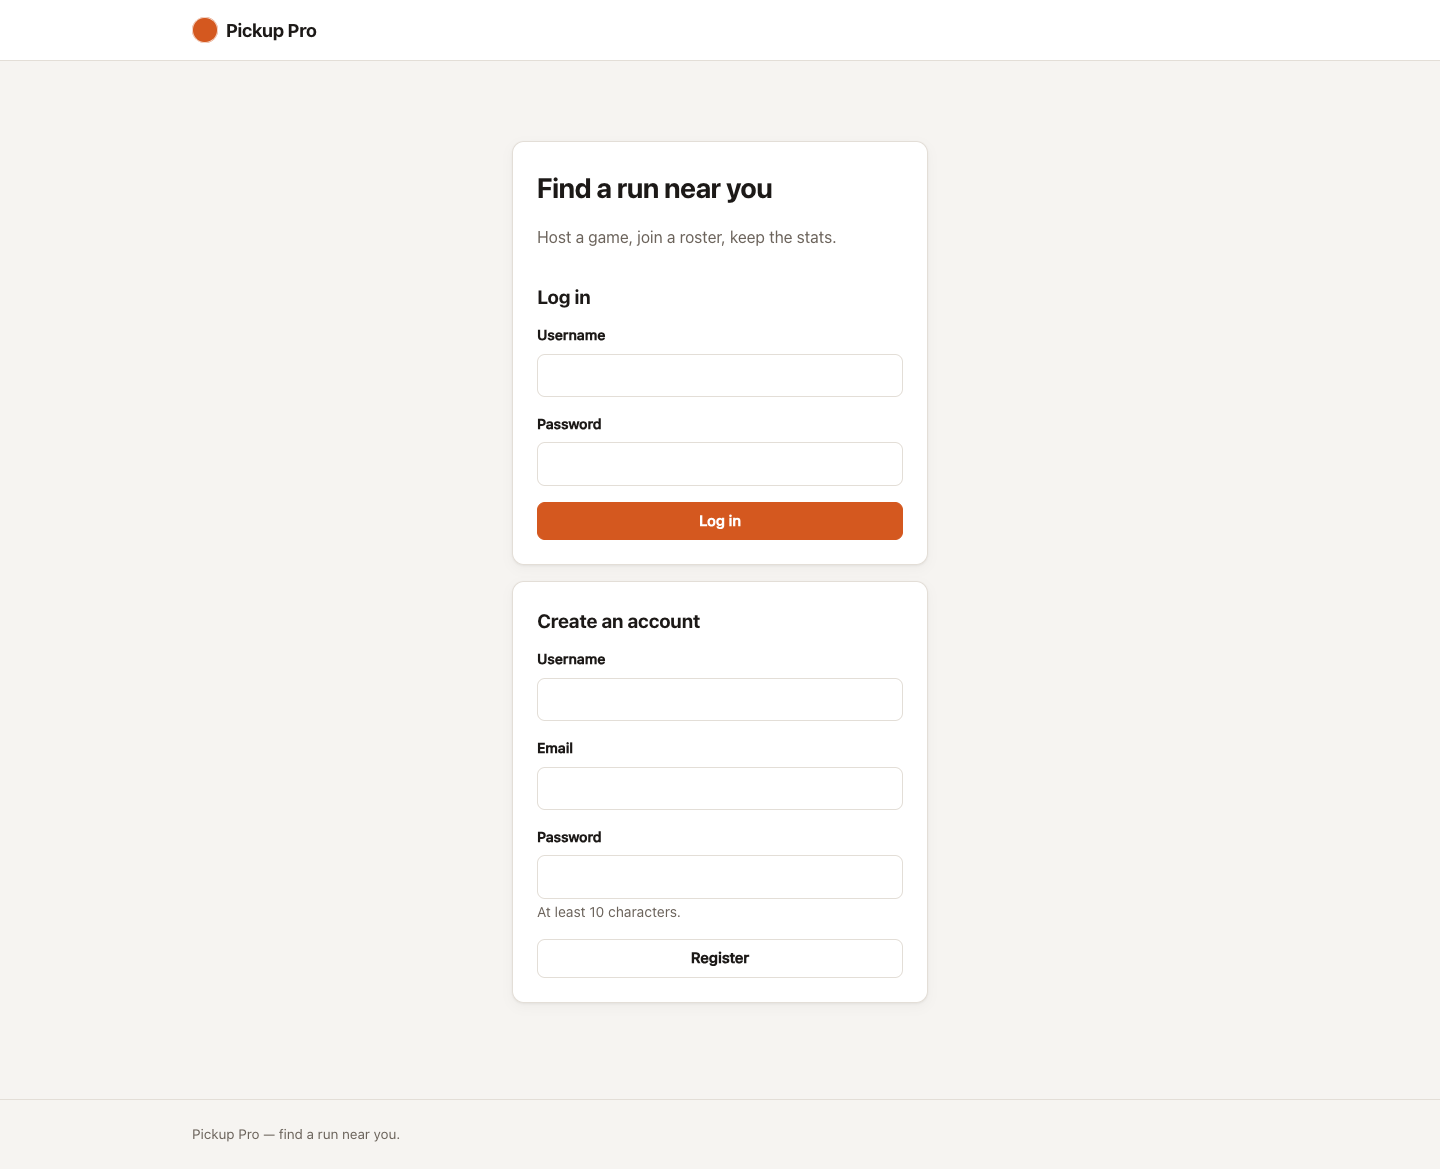 Pickup Pro
Find a run near you
Host a game, join a roster, keep the stats.
Log in
Username
Password
Log in
Create an account
Username
Email
Password
At least 10 characters.
Register
Pickup Pro — find a run near you.